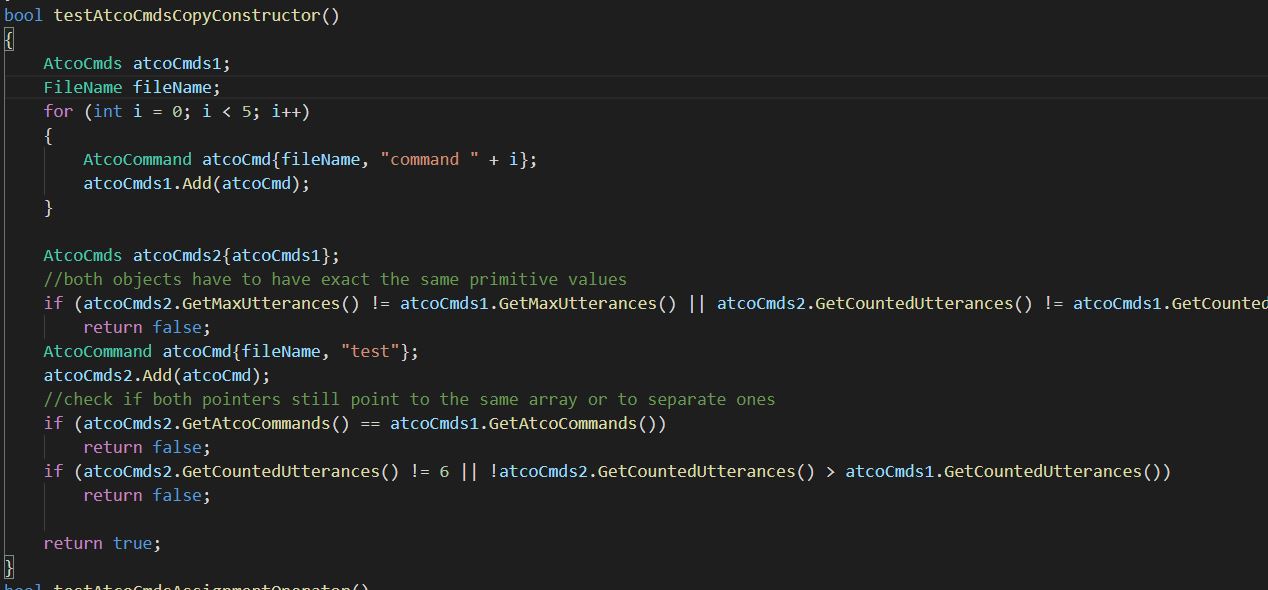 bool testAtcoCmdsCopyConstructor()
{
    AtcoCmds atcoCmds1;
    FileName fileName;
    for (int i = 0; i < 5; i++)
    {
        AtcoCommand atcoCmd{fileName, "command " + i};
        atcoCmds1.Add(atcoCmd);
    }
    AtcoCmds atcoCmds2{atcoCmds1};
    //both objects have to have exact the same primitive values
    if (atcoCmds2.GetMaxUtterances() != atcoCmds1.GetMaxUtterances() || atcoCmds2.GetCountedUtterances() != atcoCmds1.GetCounted
        return false;
    AtcoCommand atcoCmd{fileName, "test"};
    atcoCmds2.Add(atcoCmd);
    //check if both pointers still point to the same array or to separate ones
    if (atcoCmds2.GetAtcoCommands() == atcoCmds1.GetAtcoCommands())
        return false;
    if (atcoCmds2.GetCountedUtterances() != 6 || !atcoCmds2.GetCountedUtterances() > atcoCmds1.GetCountedUtterances())
        return false;
    return true;
}
bool testAtcoCmdsAssignmentOperator()